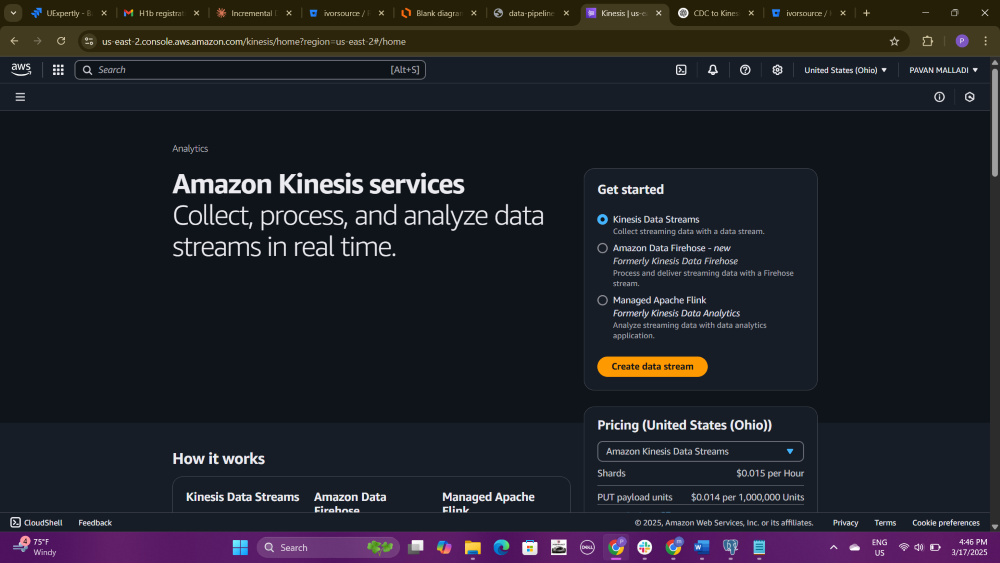 UExpertly - B
H1b registrat
Incremental D
ivorsource / F
Blank diagram
data-pipeline
Kinesis | us-e
CDC to Kines
ivorsource /
us-east-2.console.aws.amazon.com/kinesis/home?region=us-east-2#/home
P
aws
Search
[Alt+S]
United States (Ohio)
PAVAN MALLADI
Analytics
Amazon Kinesis services
Collect, process, and analyze data
streams in real time.
Get started
Kinesis Data Streams
Collect streaming data with a data stream.
Amazon Data Firehose - new
Formerly Kinesis Data Firehose
Process and deliver streaming data with a Firehose
stream.
Managed Apache Flink
Formerly Kinesis Data Analytics
Analyze streaming data with data analytics
application.
Create data stream
Pricing (United States (Ohio))
Amazon Kinesis Data Streams
Shards $0.015 per Hour
PUT payload units $0.014 per 1,000,000 Units
How it works
Kinesis Data Streams
Amazon Data
Firehose
Managed Apache
Flink
CloudShell
Feedback
© 2025, Amazon Web Services, Inc. or its affiliates.
Privacy
Terms
Cookie preferences
4
75°F
Windy
Search
DELL
ENG
US
4:46 PM
3/17/2025